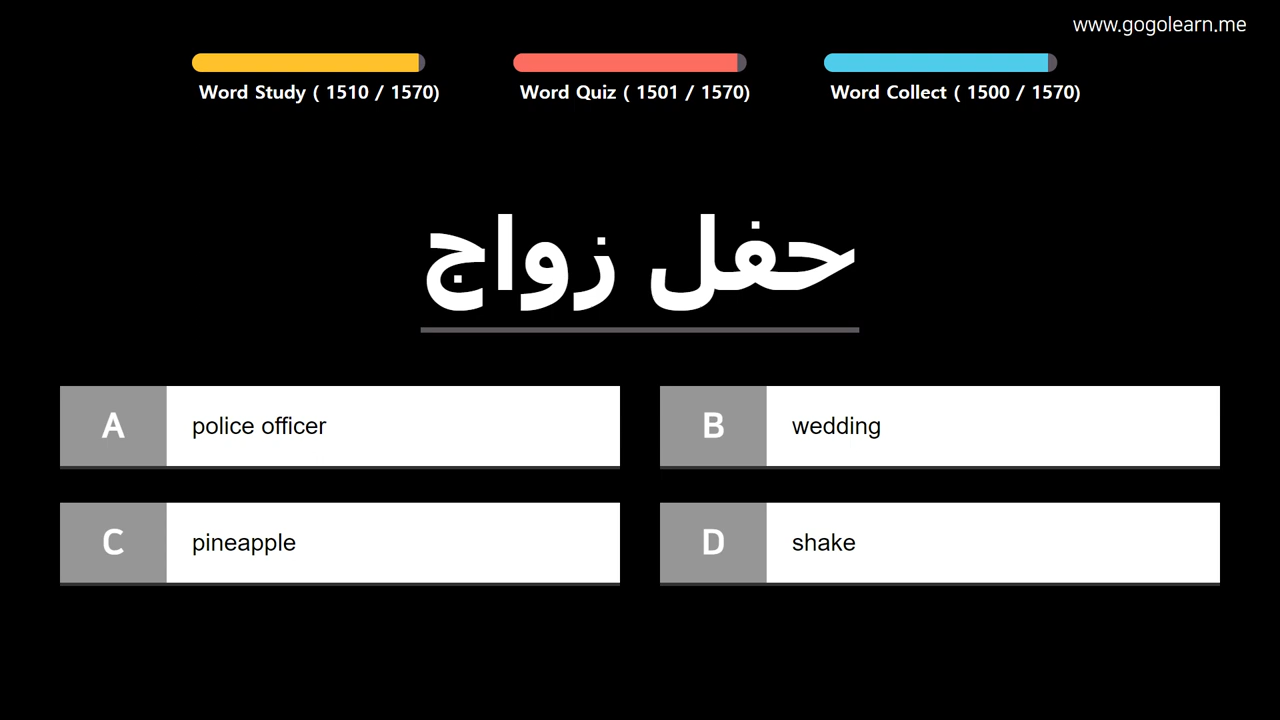 www.gogolearn.me
Word Study ( 1510 / 1570)
Word Quiz ( 1501 / 1570)
Word Collect ( 1500 / 1570)
حفل زواج
A police officer
B wedding
C pineapple
D shake